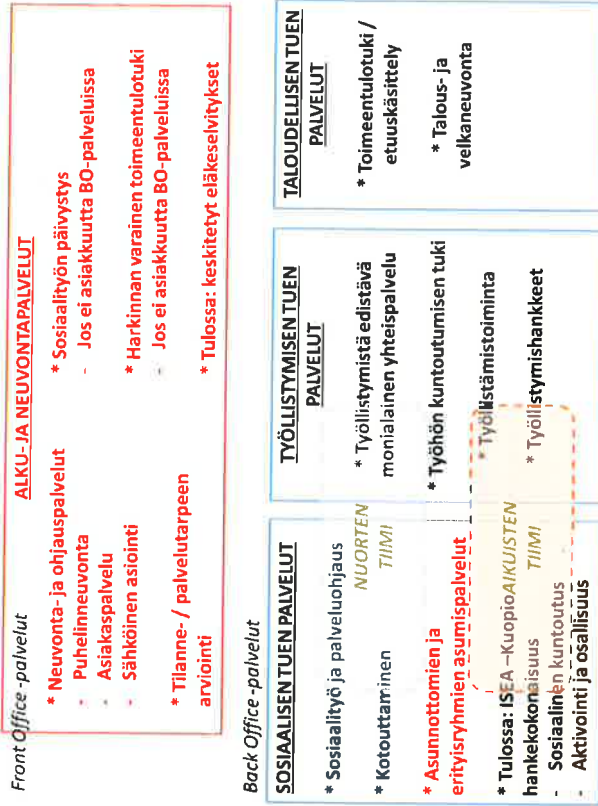 Front Office -palvelut
ALKU- JA NEUVONTAPALVELUT
* Neuvonta- ja ohjauspalvelut
- Puhelinneuvonta
- Asiakaspalvelu
- Sähköinen asiointi
* Tilanne- / palvelutarpeen
arviointi
* Sosiaalityön päivystys
- Jos ei asiakkuutta BO-palveluissa
* Harkinnan varainen toimeentulotuki
- Jos ei asiakkuutta BO-palveluissa
* Tulossa: keskitetyt eläkeselvitykset
Back Office -palvelut
SOSIAALISEN TUEN PALVELUT
* Sosiaalityö ja palveluohjaus
NUORTEN
* Kotouttaminen
TIIMI
* Asunnottomien ja
erityisryhmien asumispalvelut
* Tulossa: ISEA –Kuopio
AIKUISTEN
hankekokonaisuus
TIIMI
- Sosiaalinen kuntoutus
- Aktivointi ja osallisuus
TYÖLLISTYMISEN TUEN
PALVELUT
* Työllistymistä edistävä
monialainen yhteispalvelu
* Työhön kuntoutumisen tuki
* Työllistämistoiminta
* Työllistymishankkeet
TALOUDELLISEN TUEN
PALVELUT
* Toimeentulotuki /
etuuskäsittely
* Talous- ja
velkaneuvonta